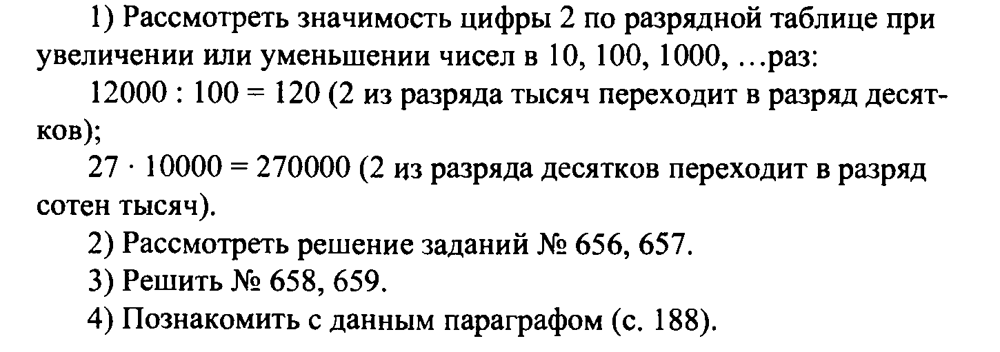 1) Рассмотреть значимость цифры 2 по разрядной таблице при
увеличении или уменьшении чисел в 10, 100, 1000, …раз:
12000 : 100 = 120 (2 из разряда тысяч переходит в разряд десят-
ков);
27 · 10000 = 270000 (2 из разряда десятков переходит в разряд
сотен тысяч).
2) Рассмотреть решение заданий № 656, 657.
3) Решить № 658, 659.
4) Познакомить с данным параграфом (с. 188).